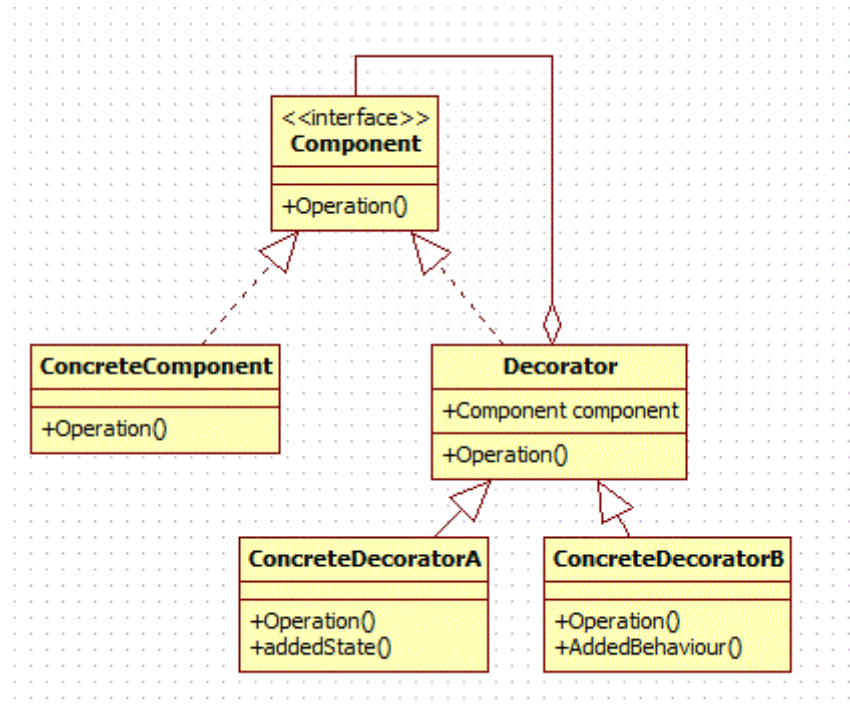 <<interface>>
Component
+Operation()
ConcreteComponent
+Operation()
Decorator
+Component component
+Operation()
ConcreteDecoratorA
+Operation()
+addedState()
ConcreteDecoratorB
+Operation()
+AddedBehaviour()